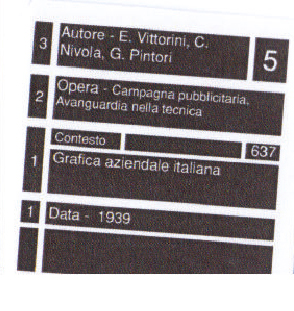 3 Autore - E. Vittorini, C. 5
Nivola, G. Pintori
2 Opera - Campagna pubblicitaria.
Avanguardia nella tecnica
Contesto 637
1 Grafica aziendale italiana
1 Data - 1939